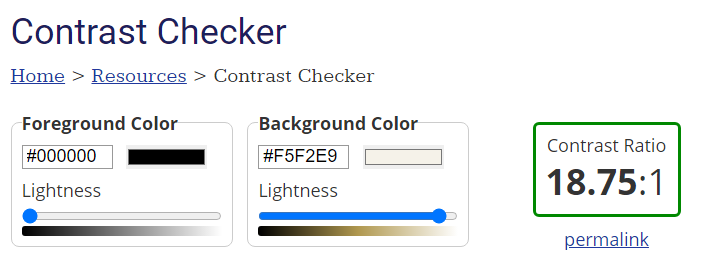 Contrast Checker
Home > Resources > Contrast Checker
Foreground Color
#000000
Lightness
Background Color
#F5F2E9
Lightness
Contrast Ratio
18.75:1
permalink